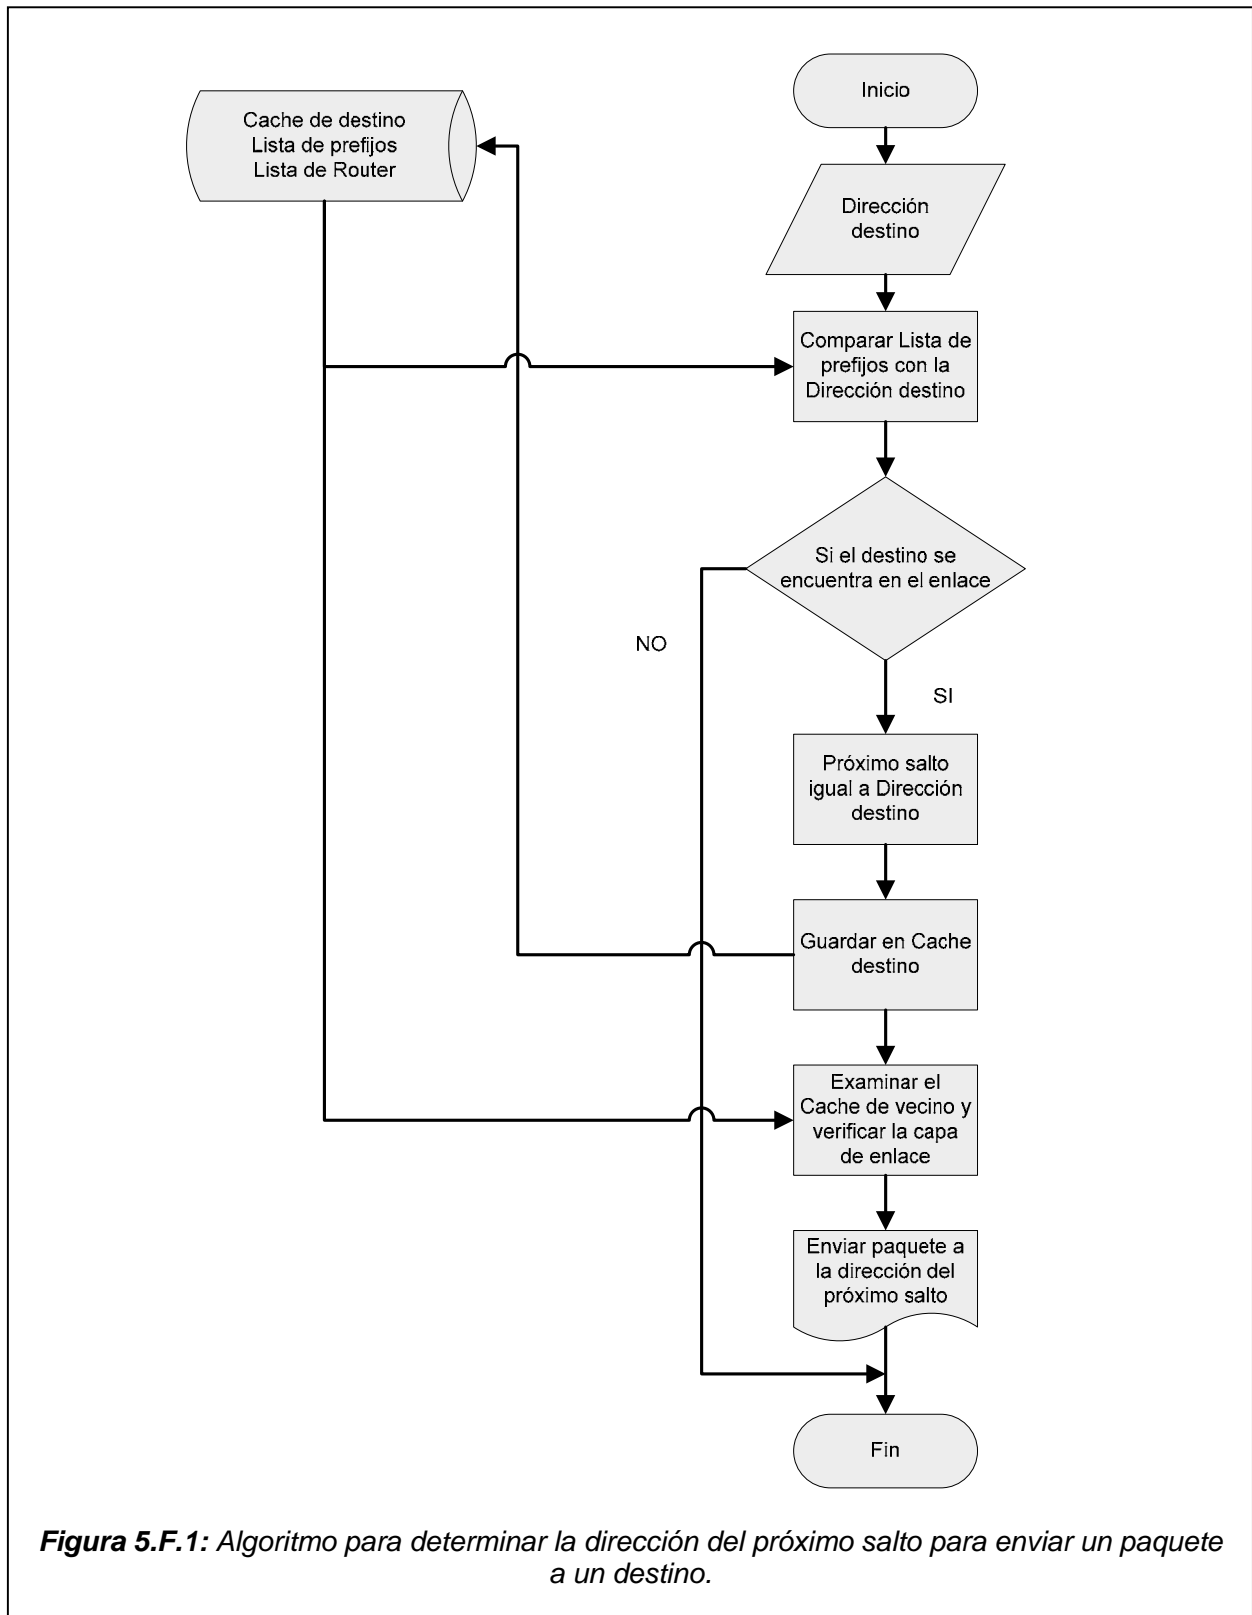 Inicio
Cache de destino
Lista de prefijos
Lista de Router
Dirección
destino
Comparar Lista de
prefijos con la
Dirección destino
Si el destino se
encuentra en el enlace
NO
SI
Próximo salto
igual a Dirección
destino
Guardar en Cache
destino
Examinar el
Cache de vecino y
verificar la capa
de enlace
Enviar paquete a
la dirección del
próximo salto
Fin
Figura 5.F.1: Algoritmo para determinar la dirección del próximo salto para enviar un paquete
a un destino.